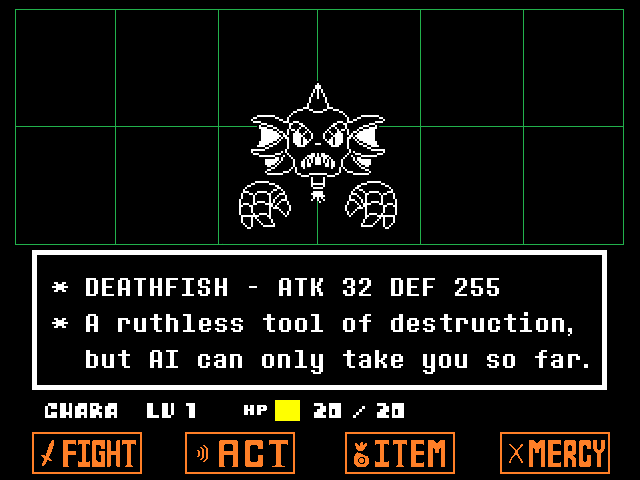 * DEATHFISH - ATK 32 DEF 255
* A ruthless tool of destruction,
but AI can only take you so far.
CHARA LV 1 HP 20 / 20
FIGHT ACT ITEM MERCY